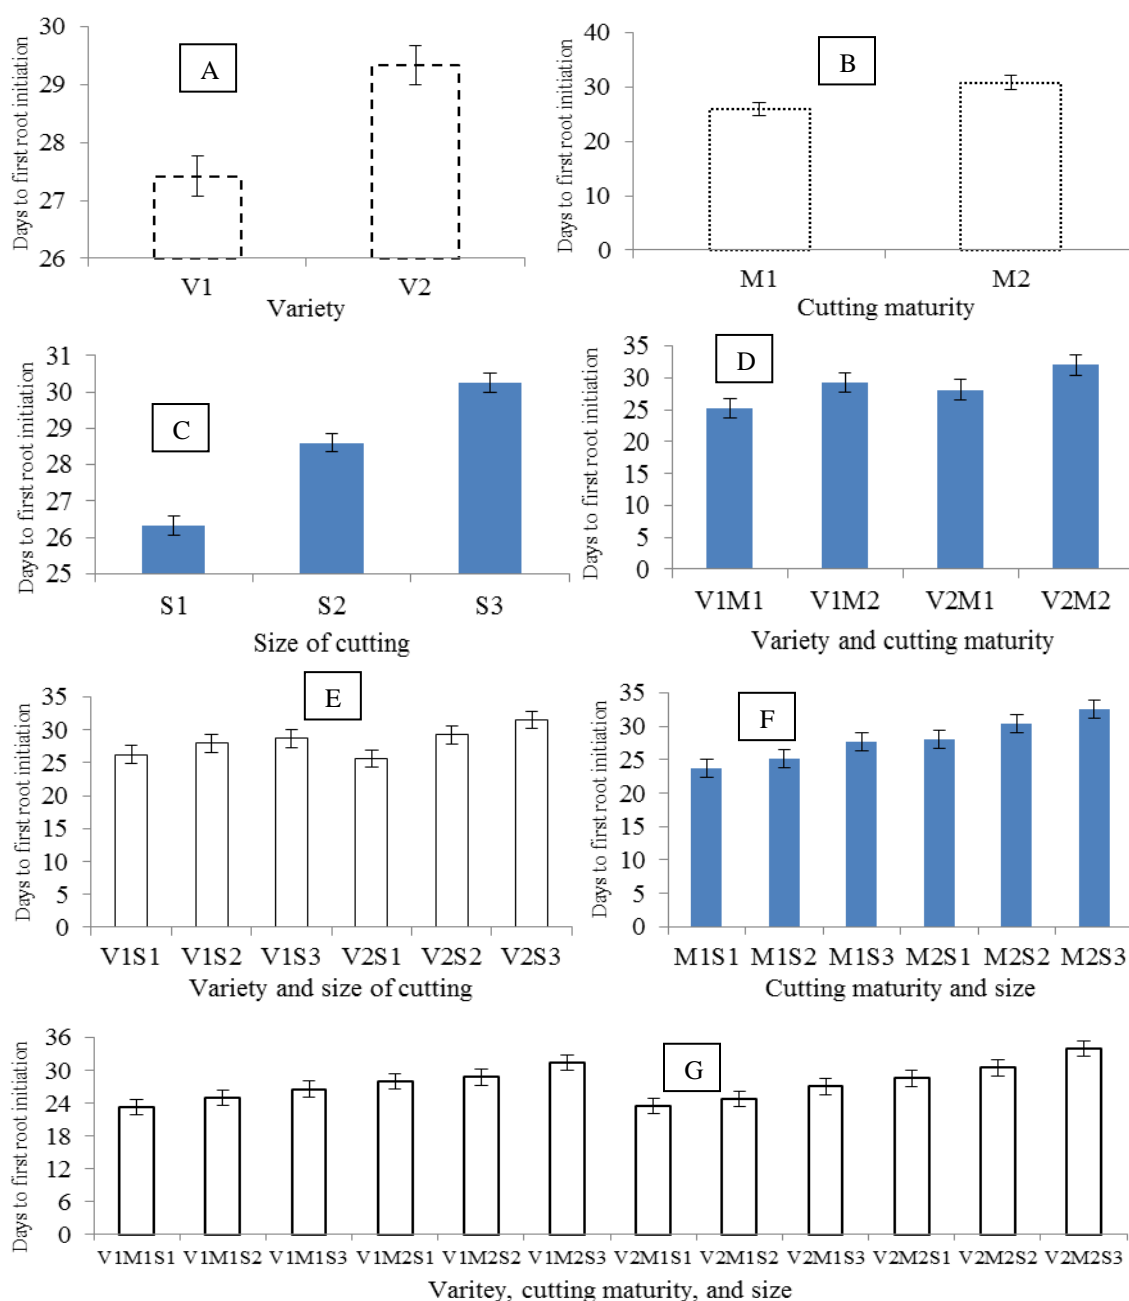 Days to first root initiation
30
29
28
27
26
A
V1
V2
Variety
Days to first root initiation
40
30
20
10
0
B
M1
M2
Cutting maturity
Days to first root initiation
31
30
29
28
27
26
25
C
S1
S2
S3
Size of cutting
Days to first root initiation
35
30
25
20
15
10
5
0
D
V1M1
V1M2
V2M1
V2M2
Variety and cutting maturity
Days to first root initiation
35
30
25
20
15
10
5
0
E
V1S1
V1S2
V1S3
V2S1
V2S2
V2S3
Variety and size of cutting
Days to first root initiation
35
30
25
20
15
10
5
0
F
M1S1
M1S2
M1S3
M2S1
M2S2
M2S3
Cutting maturity and size
Days to first root initiation
36
30
24
18
12
6
0
G
V1M1S1
V1M1S2
V1M1S3
V1M2S1
V1M2S2
V1M2S3
V2M1S1
V2M1S2
V2M1S3
V2M2S1
V2M2S2
V2M2S3
Varitey, cutting maturity, and size